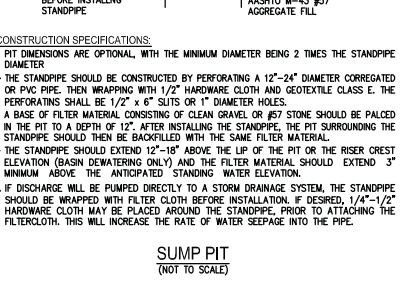 BEFORE INSTALENG
STANDPIPE
AASHTO M-43 #57
AGGREGATE FILL
CONSTRUCTION SPECIFICATIONS:
PIT DIMENSIONS ARE OPTIONAL, WITH THE MINIMUM DIAMETER BEING 2 TIMES THE STANDPIPE
DIAMETER
THE STANDPIPE SHOULD BE CONSTRUCTED BY PERFORATING A 12"-24" DIAMETER CORREGATED
OR PVC PIPE. THEN WRAPPING WITH 1/2" HARDWARE CLOTH AND GEOTEXTILE CLASS E. THE
PERFORATINS SHALL BE 1/2" x 6" SLITS OR 1" DIAMETER HOLES.
A BASE OF FILTER MATERIAL CONSISTING OF CLEAN GRAVEL OR #57 STONE SHOULD BE PALCED
IN THE PIT TO A DEPTH OF 12". AFTER INSTALLING THE STANDPIPE, THE PIT SURROUNDING THE
STANDPIPE SHOULD THEN BE BACKFILLED WITH THE SAME FILTER MATERIAL.
THE STANDPIPE SHOULD EXTEND 12"-18" ABOVE THE LIP OF THE PIT OR THE RISER CREST
ELEVATION (BASIN DEWATERING ONLY) AND THE FILTER MATERIAL SHOULD EXTEND 3"
MINIMUM ABOVE THE ANTICIPATED STANDING WATER ELEVATION.
IF DISCHARGE WILL BE PUMPED DIRECTLY TO A STORM DRAINAGE SYSTEM, THE STANDPIPE
SHOULD BE WRAPPED WITH FILTER CLOTH BEFORE INSTALLATION. IF DESIRED, 1/4"-1/2"
HARDWARE CLOTH MAY BE PLACED AROUND THE STANDPIPE, PRIOR TO ATTACHING THE
FILTERCLOTH. THIS WILL INCREASE THE RATE OF WATER SEEPAGE INTO THE PIPE.
SUMP PIT
(NOT TO SCALE)